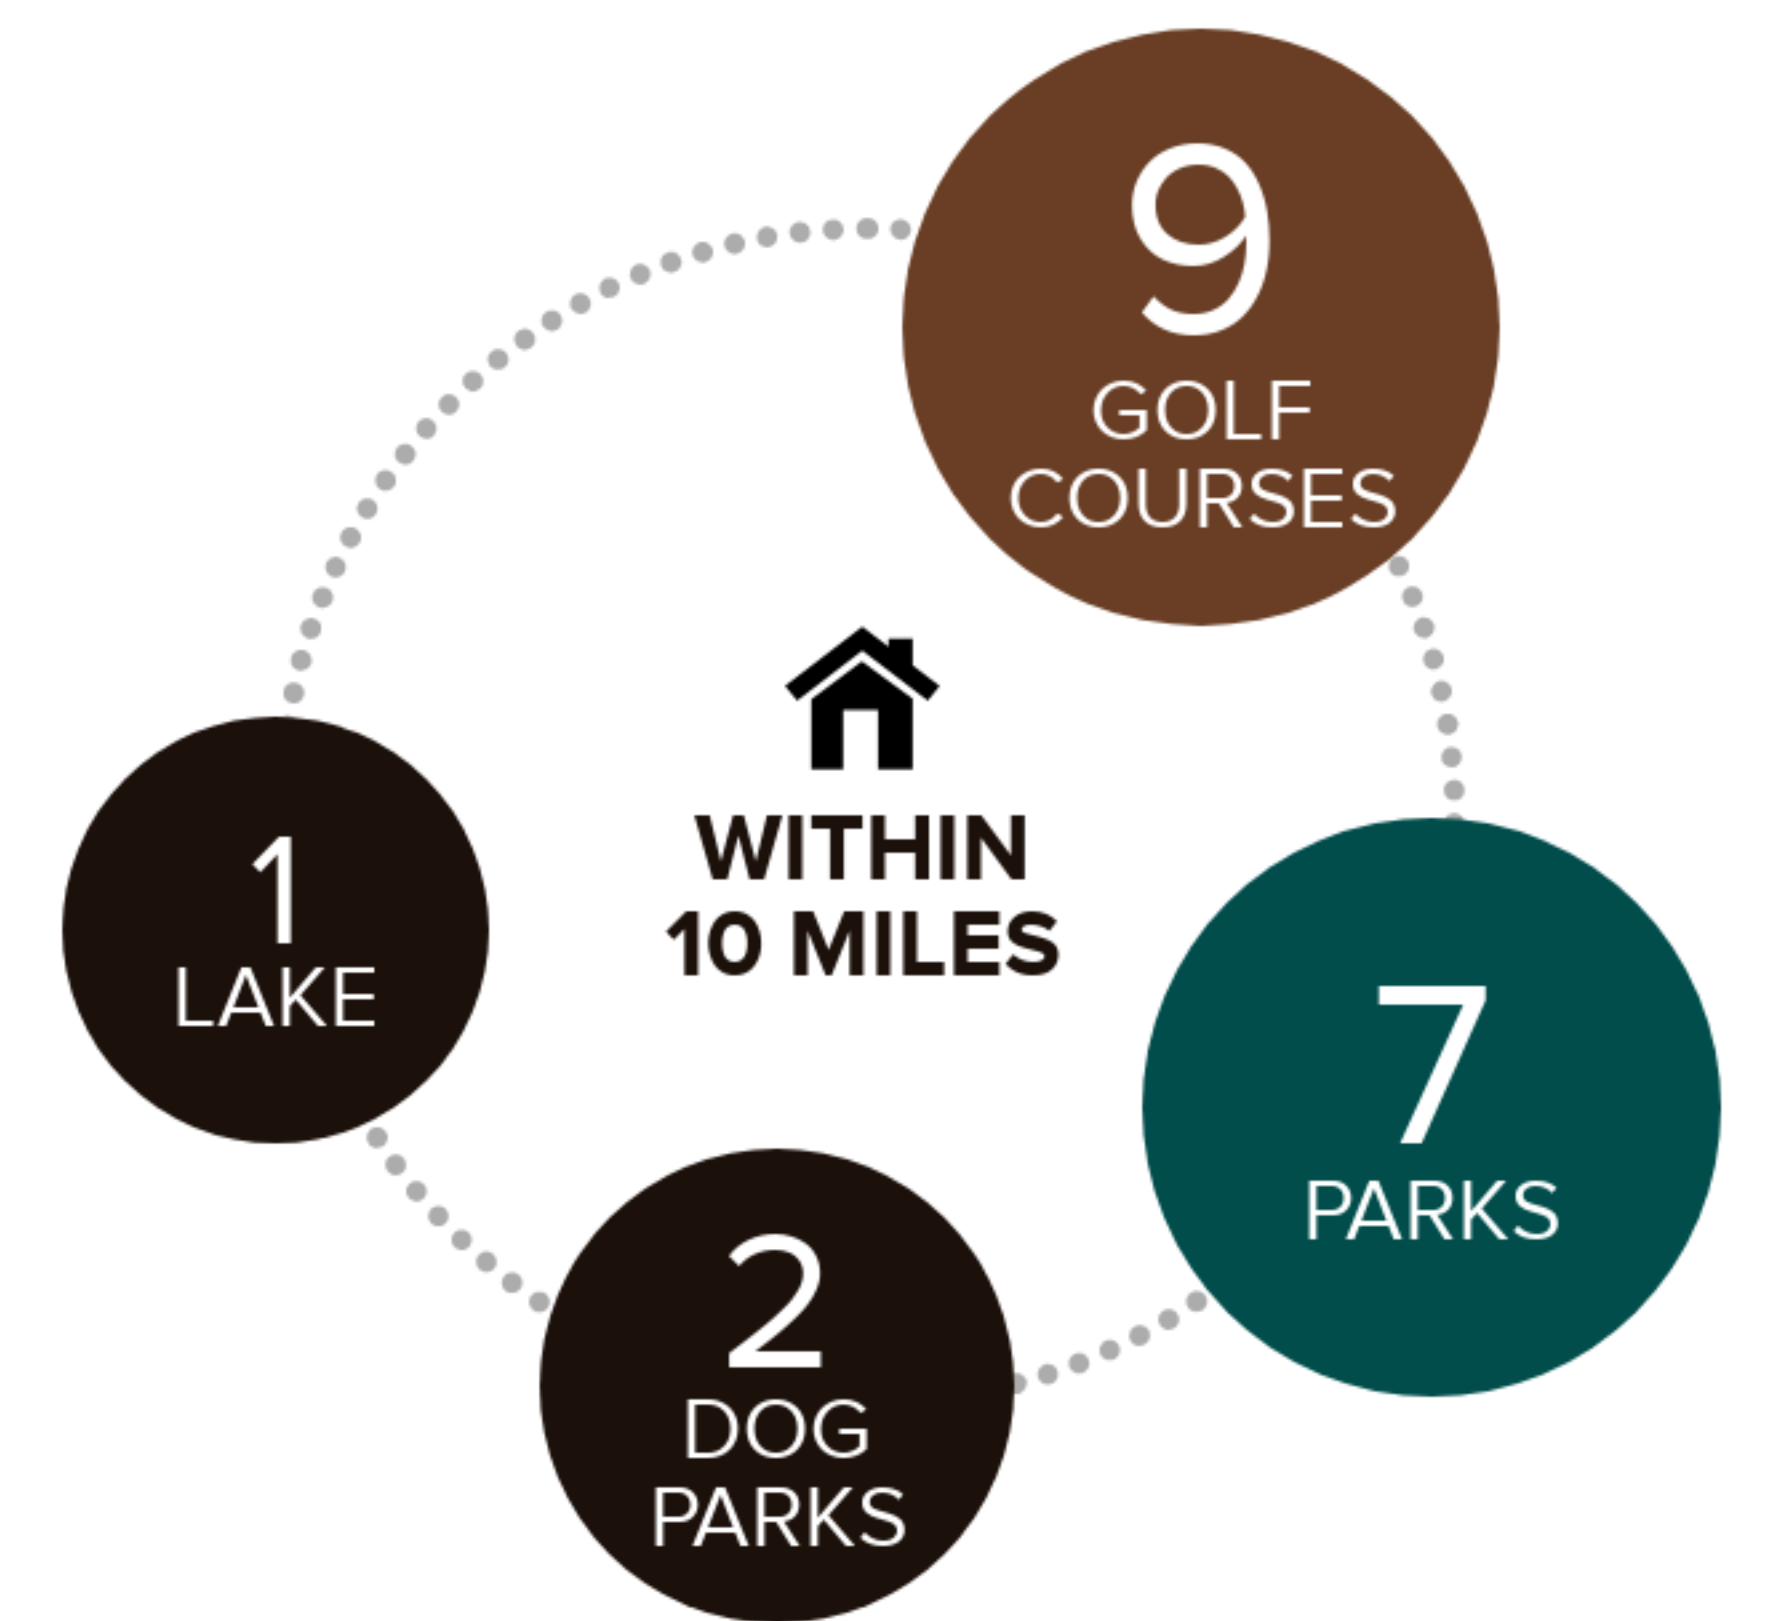 9
GOLF
COURSES
WITHIN
10 MILES
1
LAKE
7
PARKS
2
DOG
PARKS